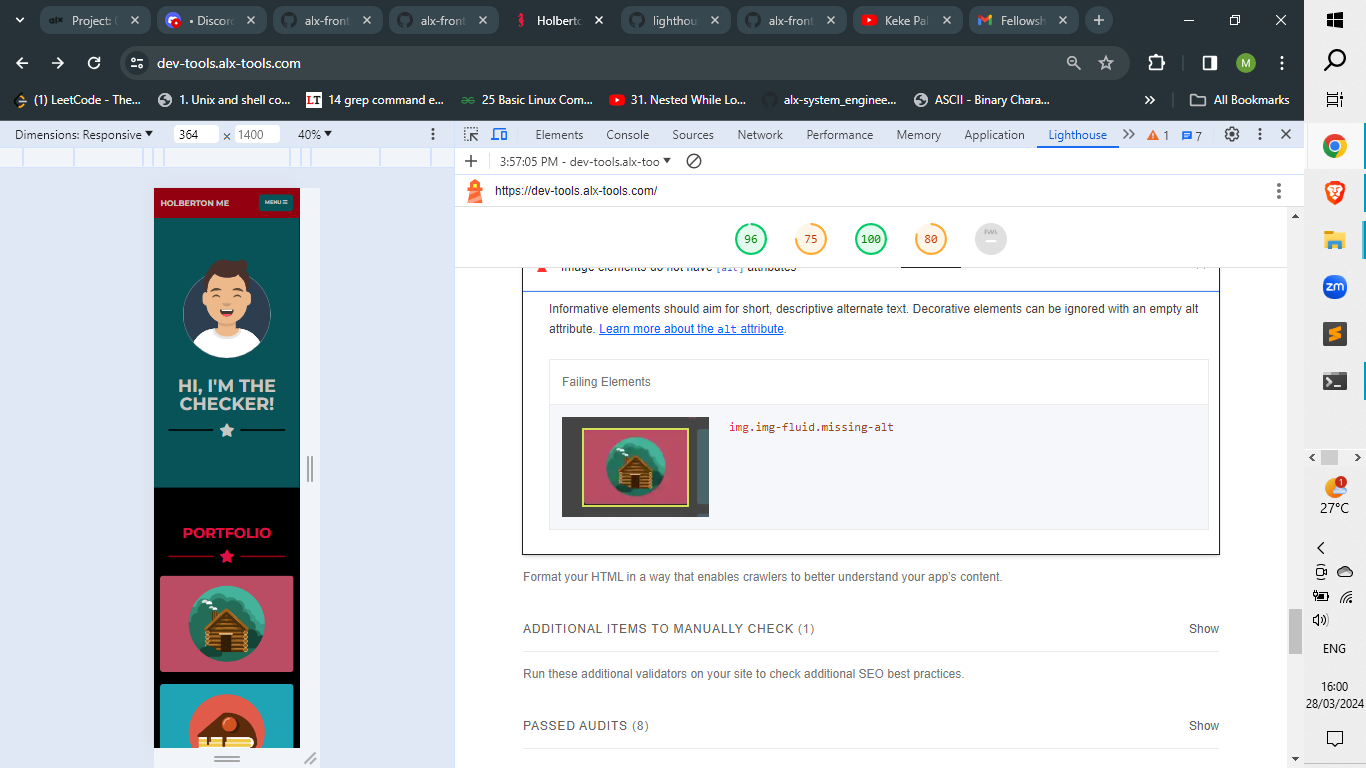 alx Project: (
• Discord
alx-front
alx-front
Holberto
lighthou
alx-front
Keke Pal
Fellowsh
dev-tools.alx-tools.com
M
(1) LeetCode - The...
1. Unix and shell co...
LT 14 grep command e...
25 Basic Linux Com...
31. Nested While Lo...
alx-system_enginee...
ASCII - Binary Chara...
» All Bookmarks
Dimensions: Responsive 364 × 1400 40%
Elements Console Sources Network Performance Memory Application Lighthouse » 1 7
3:57:05 PM - dev-tools.alx-too
https://dev-tools.alx-tools.com/
96 75 100 80
HOLBERTON ME MENU
HI, I'M THE
CHECKER!
PORTFOLIO
Image elements do not have [alt] attributes
Informative elements should aim for short, descriptive alternate text. Decorative elements can be ignored with an empty alt
attribute. Learn more about the alt attribute.
Failing Elements
img.img-fluid.missing-alt
Format your HTML in a way that enables crawlers to better understand your app's content.
ADDITIONAL ITEMS TO MANUALLY CHECK (1) Show
Run these additional validators on your site to check additional SEO best practices.
PASSED AUDITS (8) Show
zm
1
27°C
ENG
16:00
28/03/2024